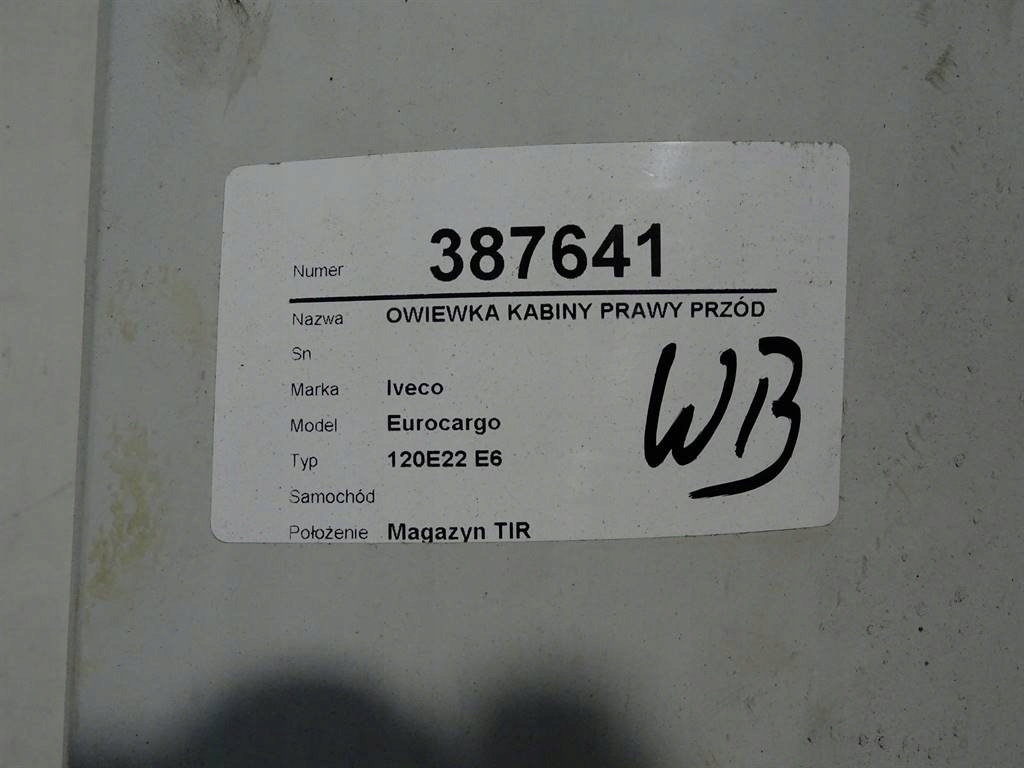 Numer 387641
Nazwa OWIEWKA KABINY PRAWY PRZÓD
Sn
Marka Iveco
Model Eurocargo
Typ 120E22 E6
WB
Samochód
Położenie Magazyn TIR